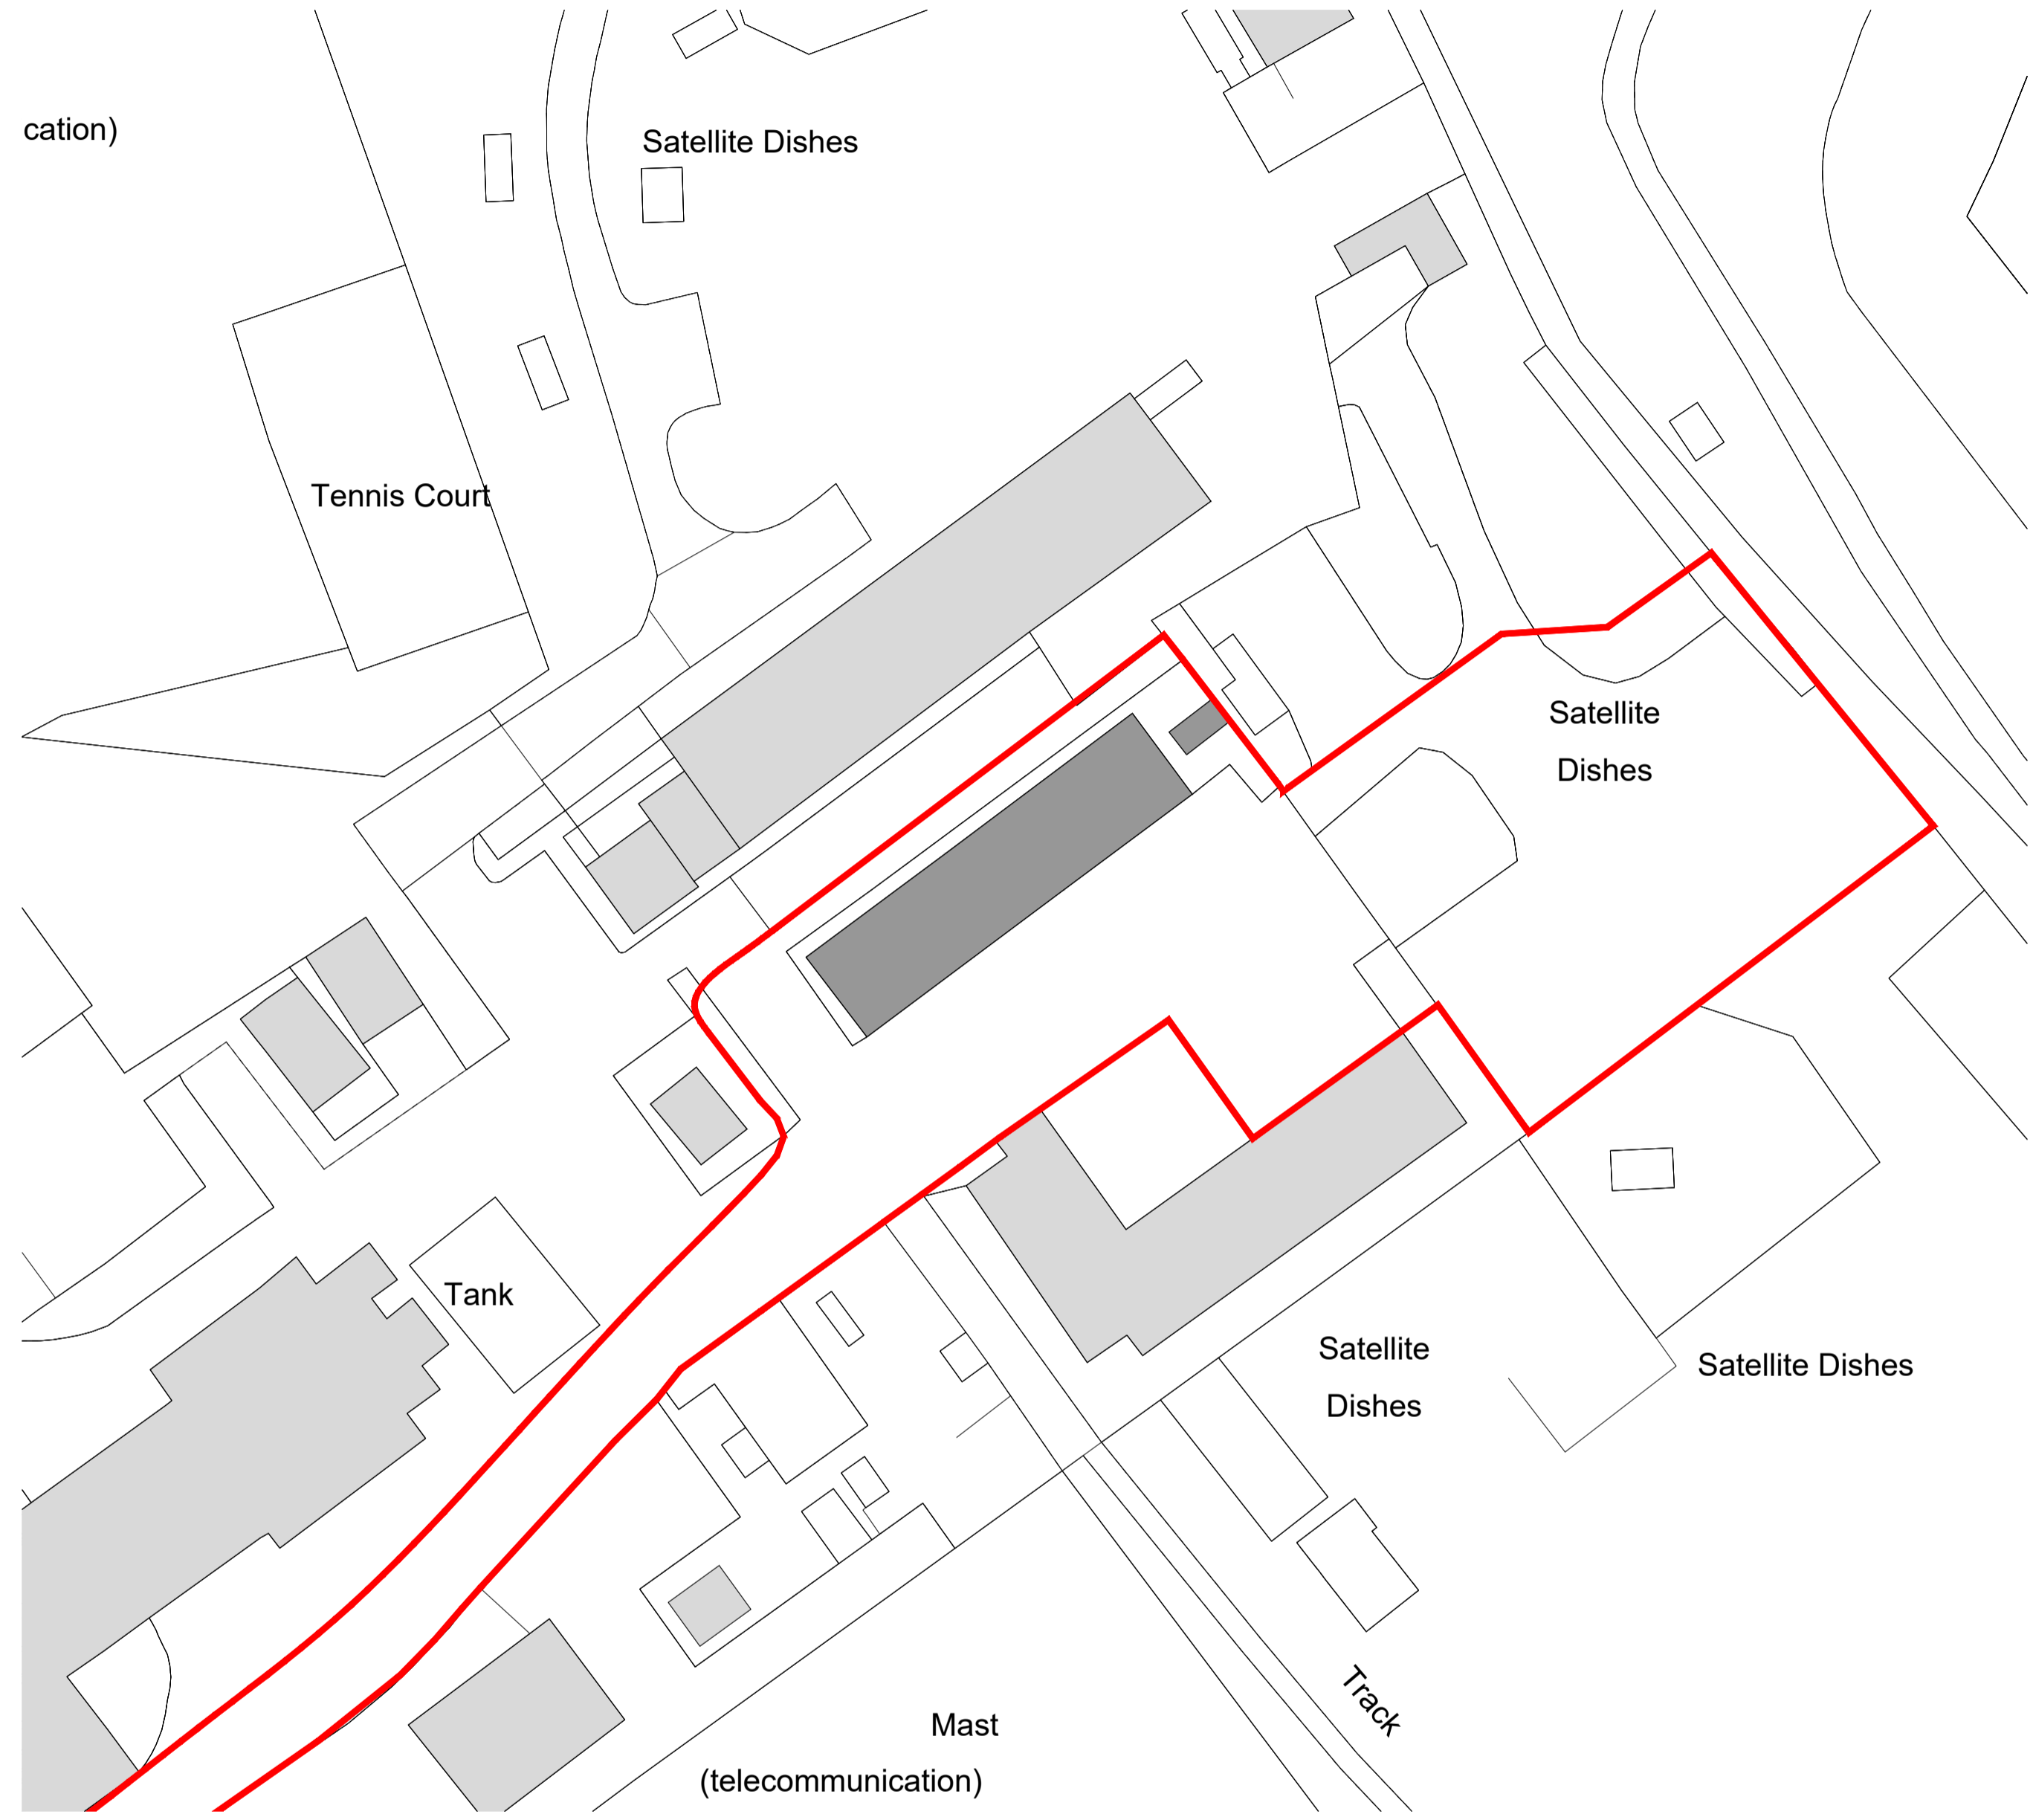 cation)
Satellite Dishes
Tennis Court
Satellite
Dishes
Tank
Satellite
Dishes
Satellite Dishes
Track
Mast
(telecommunication)